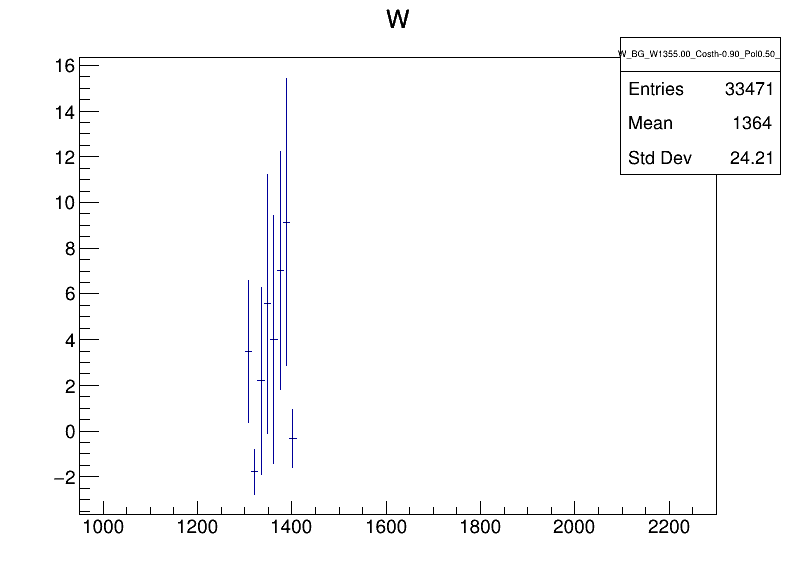 W
W_BG_W1355.00_Costh-0.90_Pol0.50_
Entries 33471
Mean 1364
Std Dev 24.21
16
14
12
10
8
6
4
2
0
−2
1000 1200 1400 1600 1800 2000 2200